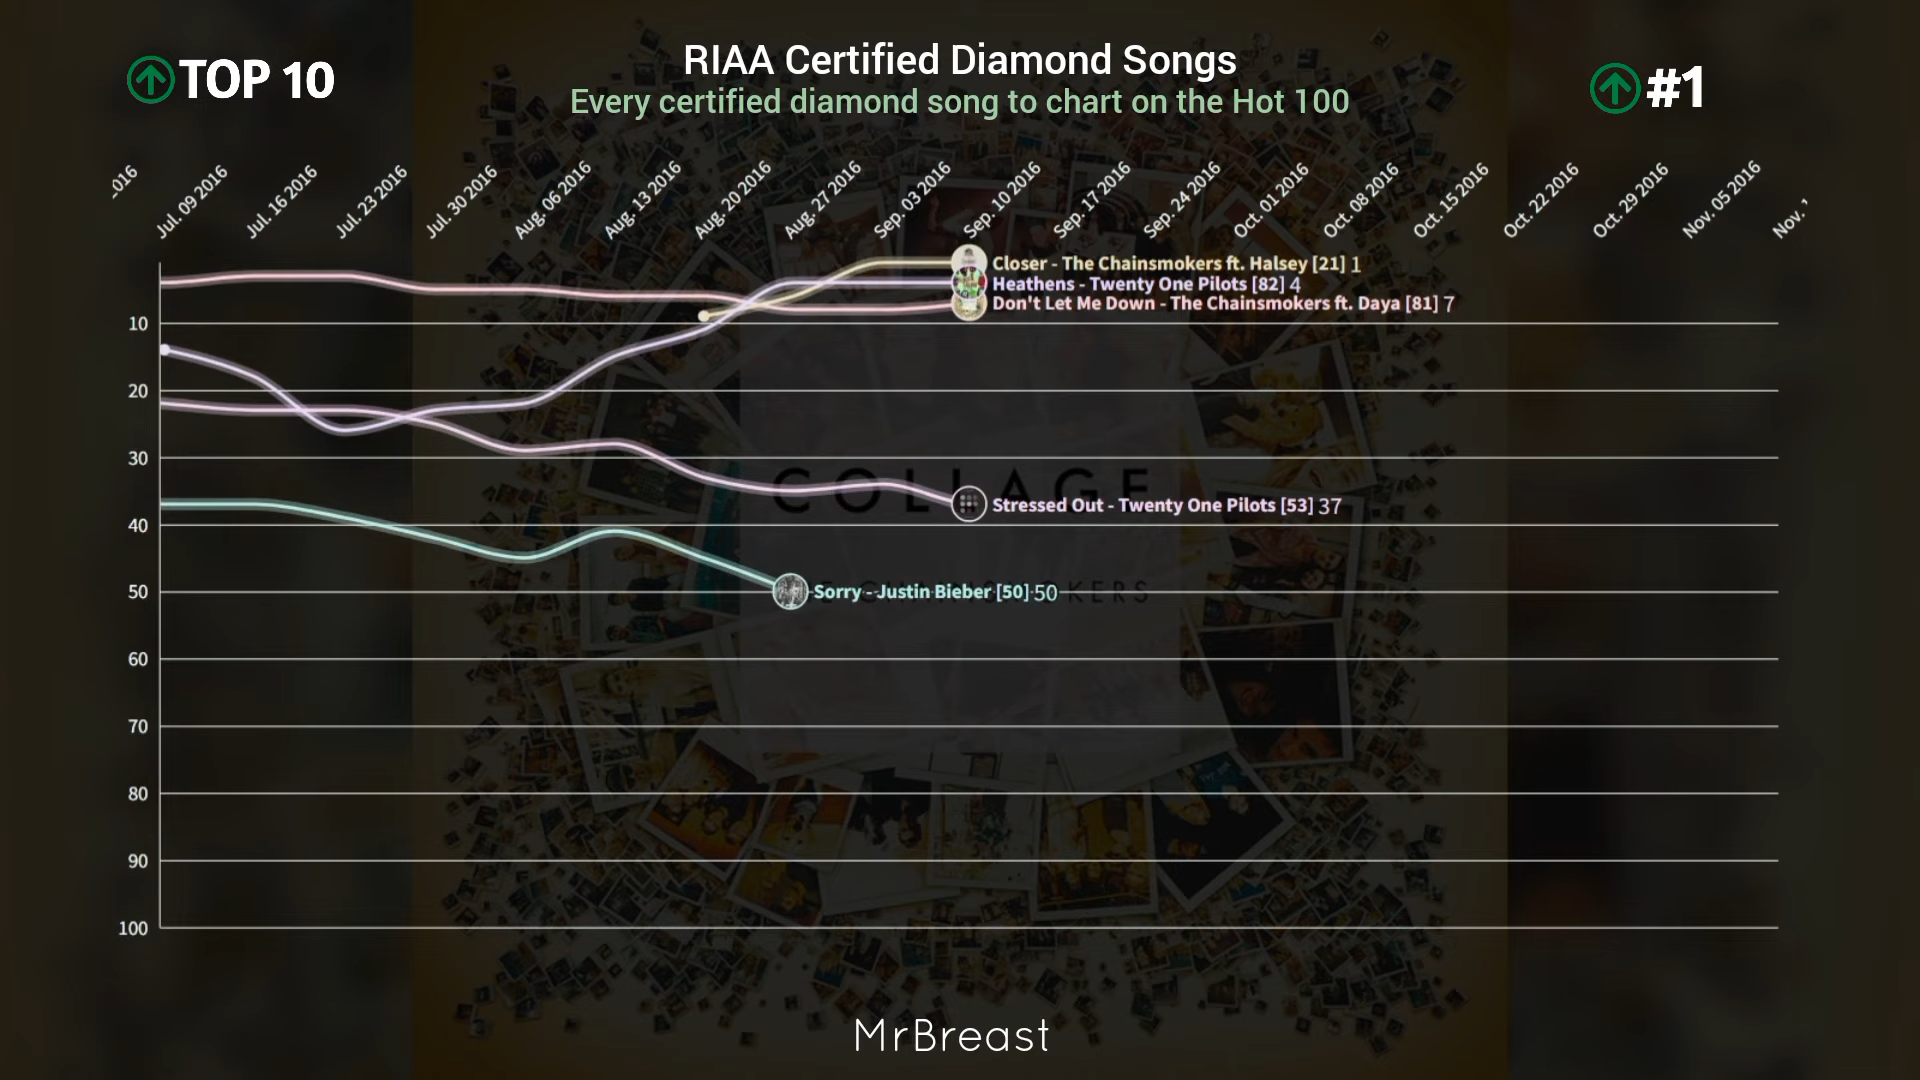 TOP 10
RIAA Certified Diamond Songs
Every certified diamond song to chart on the Hot 100
#1
Jul. 09 2016
Jul. 16 2016
Jul. 23 2016
Jul. 30 2016
Aug. 06 2016
Aug. 13 2016
Aug. 20 2016
Aug. 27 2016
Sep. 03 2016
Sep. 10 2016
Sep. 17 2016
Sep. 24 2016
Oct. 01 2016
Oct. 08 2016
Oct. 15 2016
Oct. 22 2016
Oct. 29 2016
Nov. 05 2016
Nov.
Closer - The Chainsmokers ft. Halsey [21] 1
Heathens - Twenty One Pilots [82] 4
Don't Let Me Down - The Chainsmokers ft. Daya [81] 7
10
20
30
COLLAGE
Stressed Out - Twenty One Pilots [53] 37
40
50
Sorry - Justin Bieber [50] 50
60
70
80
90
100
MrBreast